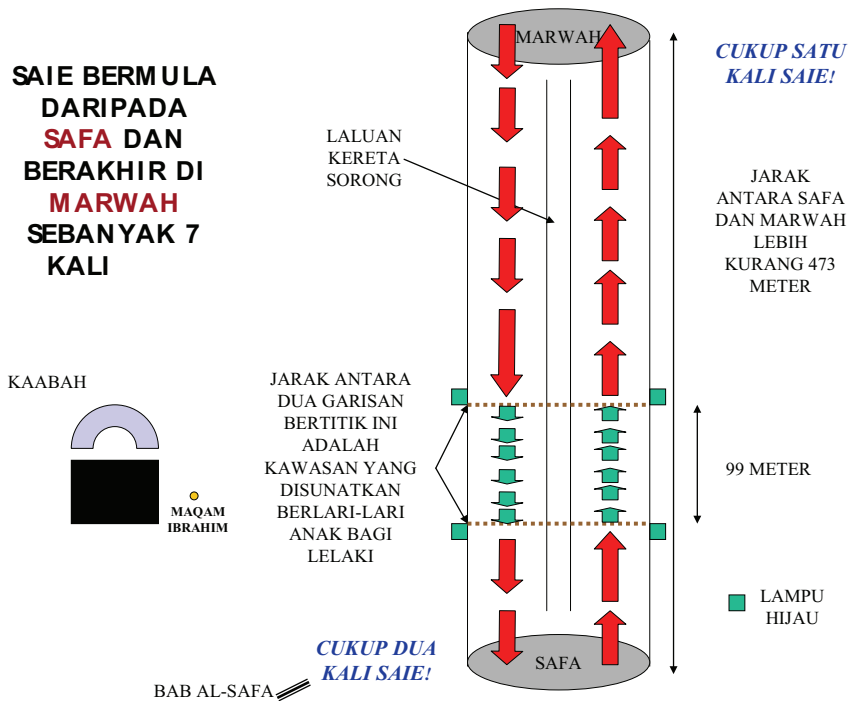 SAIE BERMULA
DARIPADA
SAFA DAN
BERAKHIR DI
MARWAH
SEBANYAK 7
KALI
MARWAH
CUKUP SATU
KALI SAIE!
LALUAN
KERETA
SORONG
JARAK
ANTARA SAFA
DAN MARWAH
LEBIH
KURANG 473
METER
KAABAH
MAQAM
IBRAHIM
JARAK ANTARA
DUA GARISAN
BERTITIK INI
ADALAH
KAWASAN YANG
DISUNATKAN
BERLARI-LARI
ANAK BAGI
LELAKI
99 METER
LAMPU
HIJAU
CUKUP DUA
KALI SAIE!
SAFA
BAB AL-SAFA